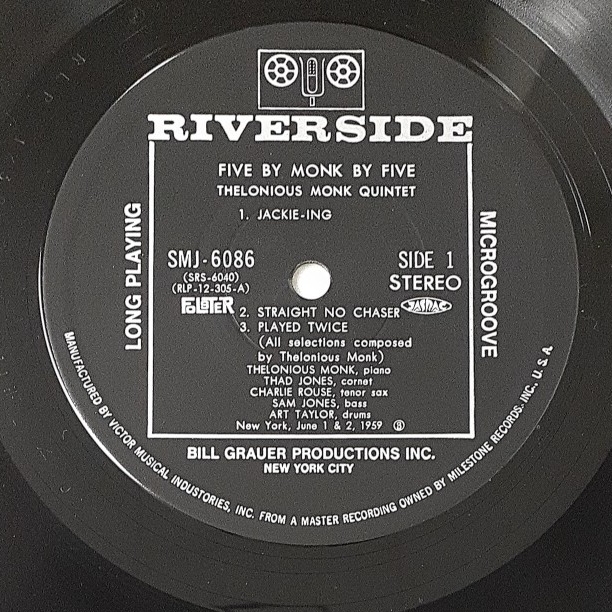 RIVERSIDE
FIVE BY MONK BY FIVE
THELONIOUS MONK QUINTET
1. JACKIE-ING
LONG PLAYING
MICROGROOVE
SMJ-6086
(SRS-6040)
(RLP-12-305-A)
SIDE 1
STEREO
JASRAC
2. STRAIGHT NO CHASER
3. PLAYED TWICE
(All selections composed
by Thelonious Monk)
THELONIOUS MONK, piano
THAD JONES, cornet
CHARLIE ROUSE, tenor sax
SAM JONES, bass
ART TAYLOR, drums
New York, June 1 & 2, 1959
BILL GRAUER PRODUCTIONS INC.
NEW YORK CITY
MANUFACTURED BY VICTOR MUSICAL INDUSTORIES, INC. FROM A MASTER RECORDING OWNED BY MILESTONE RECORDS. INC. U. S. A.